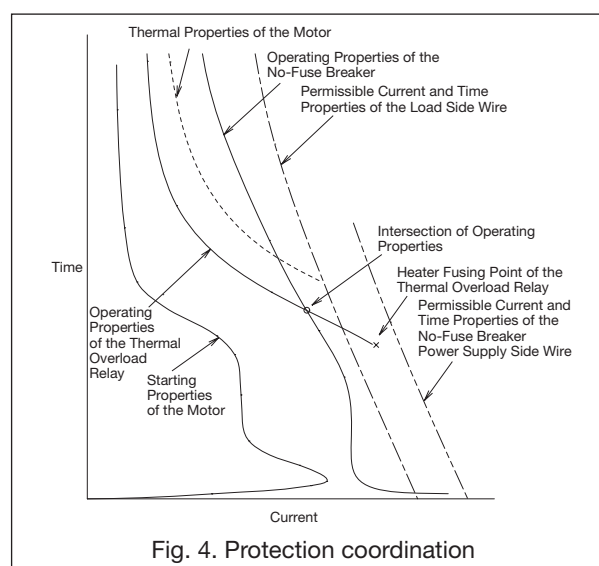 Thermal Properties of the Motor
Operating Properties of the
No-Fuse Breaker
Permissible Current and Time
Properties of the Load Side Wire
Intersection of Operating
Properties
Time
Heater Fusing Point of the
Thermal Overload Relay
Operating
Properties
of the Thermal
Overload
Relay
Permissible Current and
Time Properties of the
No-Fuse Breaker
Power Supply Side Wire
Starting
Properties
of the Motor
Current
Fig. 4. Protection coordination